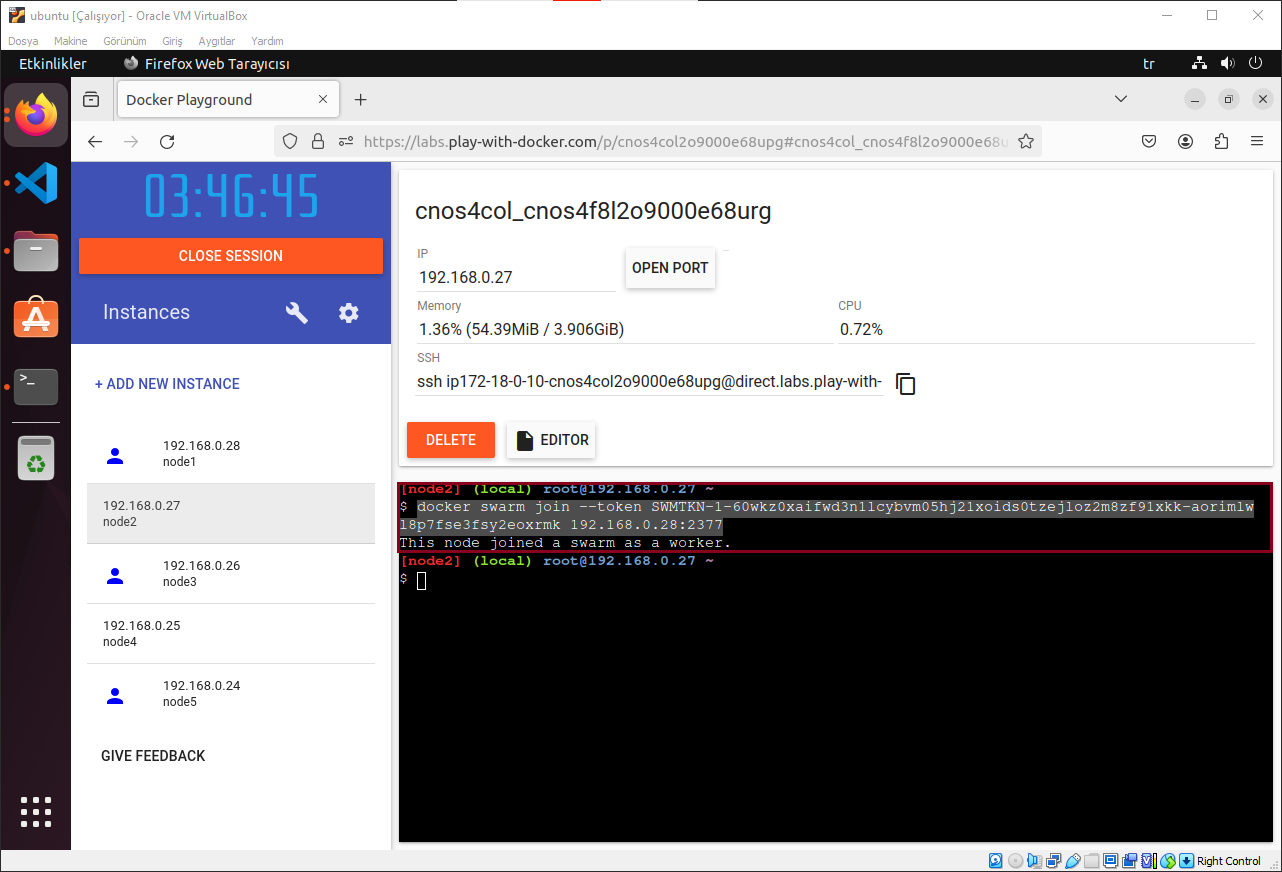 ubuntu [Çalışıyor] - Oracle VM VirtualBox
Dosya Makine Görünüm Giriş Aygıtlar Yardım
Etkinlikler Firefox Web Tarayıcısı tr
Docker Playground
https://labs.play-with-docker.com/p/cnos4col2o9000e68upg#cnos4col_cnos4f8l2o9000e68u
03:46:45
CLOSE SESSION
Instances
+ ADD NEW INSTANCE
192.168.0.28
node1
192.168.0.27
node2
192.168.0.26
node3
192.168.0.25
node4
192.168.0.24
node5
GIVE FEEDBACK
cnos4col_cnos4f8l2o9000e68urg
IP
192.168.0.27
OPEN PORT
Memory
1.36% (54.39MiB / 3.906GiB)
CPU
0.72%
SSH
ssh ip172-18-0-10-cnos4col2o9000e68upg@direct.labs.play-with-
DELETE
EDITOR
[node2] (local) root@192.168.0.27 ~
$ docker swarm join --token SWMTKN-1-60wkz0xaifwd3n11cybvm05hj21xoids0tzejloz2m8zf91xkk-aorimlw
l8p7fse3fsy2eoxrmk 192.168.0.28:2377
This node joined a swarm as a worker.
[node2] (local) root@192.168.0.27 ~
$
Right Control